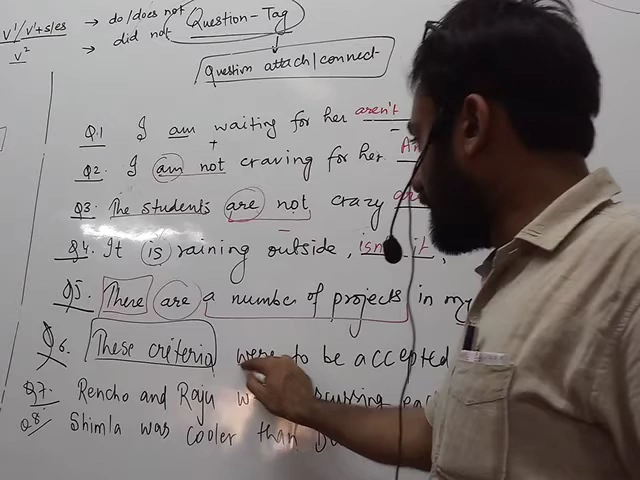 V¹/V¹+s/es → do/does not
V² → did not
Question-Tag
Question attach/connect
Q.1 I am waiting for her aren't
+
Q2. I am not craving for her
Q3. The students are not crazy
Q4. It is raining outside, isn't it,
Q5. There are a number of projects in my
Q6. These criteria were to be accepted
Q7. Rencho and Raju
Q8. Shimla was cooler than